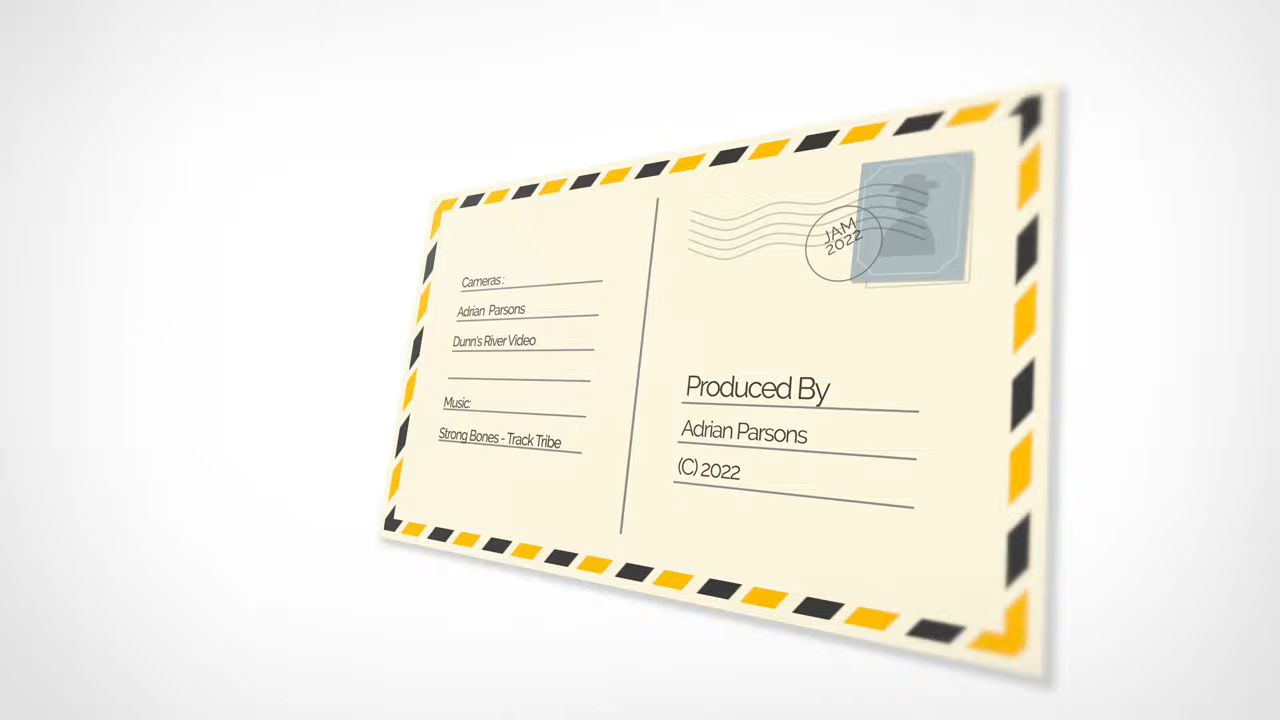 Cameras :
Adrian Parsons
Dunn's River Video
Music:
Strong Bones - Track Tribe
JAM
2022
Produced By
Adrian Parsons
(C) 2022